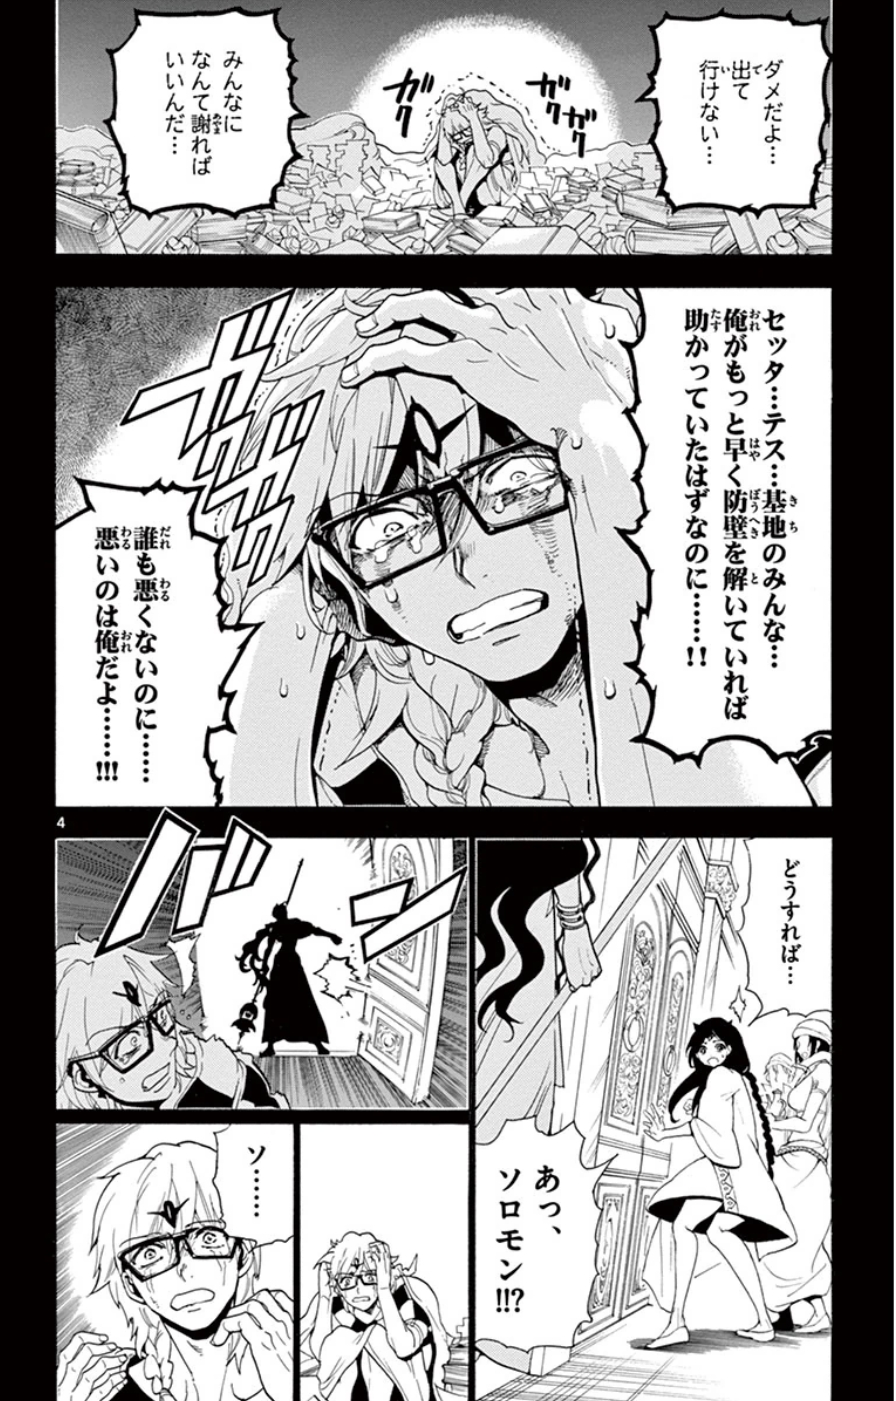 ダメだよ…
出て
行けない…
ガク
ガク
ガク
みんなに
なんて謝れば
いいんだ…
セッタ…テス…基地のみんな…
俺がもっと早く防壁を解いていれば
助かっていたはずなのに……!!
ガク
ガク
誰も悪くないのに……
悪いのは俺だよ……!!!
4
どうすれば…
あっ、
ソロモン!!?
バンッ
ソ……